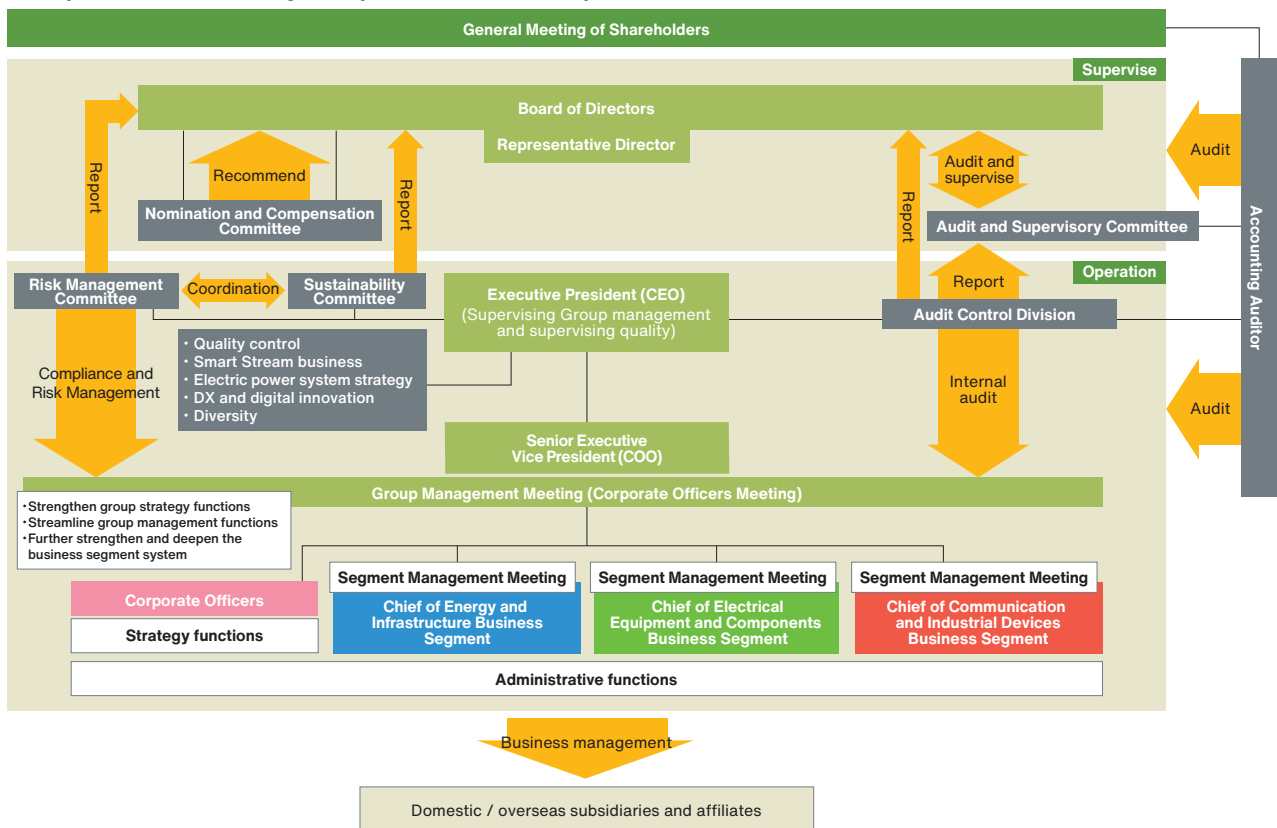 General Meeting of Shareholders
Supervise
Board of Directors
Representative Director
Report
Recommend
Report
Nomination and Compensation
Committee
Report
Audit and
supervise
Audit and Supervisory Committee
Audit
Accounting Auditor
Operation
Risk Management
Committee
Coordination
Sustainability
Committee
Executive President (CEO)
(Supervising Group management
and supervising quality)
Report
Audit Control Division
Compliance and
Risk Management
・Quality control
・Smart Stream business
・Electric power system strategy
・DX and digital innovation
・Diversity
Internal
audit
Audit
Senior Executive
Vice President (COO)
Group Management Meeting (Corporate Officers Meeting)
・Strengthen group strategy functions
・Streamline group management functions
・Further strengthen and deepen the
business segment system
Corporate Officers
Strategy functions
Segment Management Meeting
Chief of Energy and
Infrastructure Business
Segment
Segment Management Meeting
Chief of Electrical
Equipment and Components
Business Segment
Segment Management Meeting
Chief of Communication
and Industrial Devices
Business Segment
Administrative functions
Business management
Domestic / overseas subsidiaries and affiliates